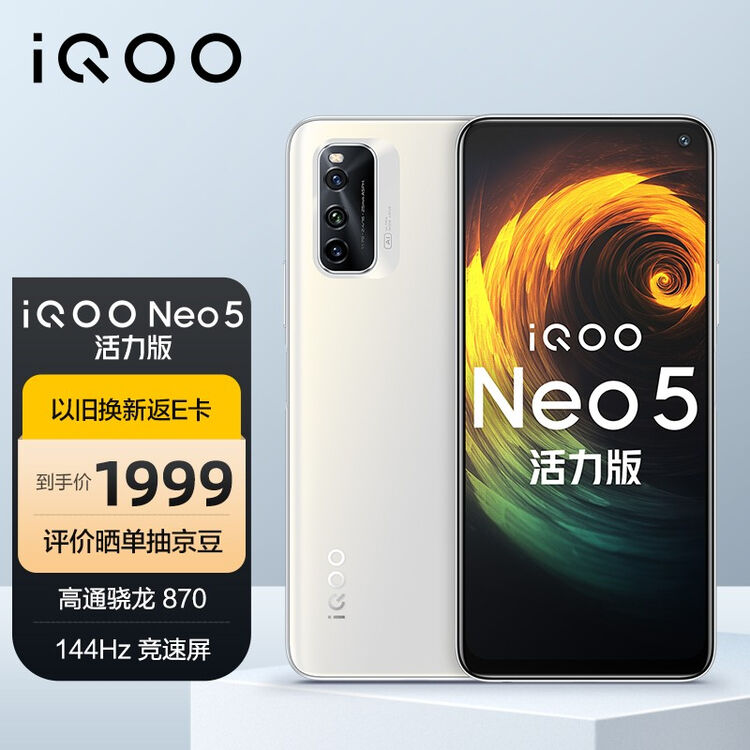 iQOO
iQOO Neo5
活力版
以旧换新返E卡
到手价 1999
评价晒单抽京豆
高通骁龙 870
144Hz 竞速屏
AI
iQOO
iQOO
Neo5
活力版